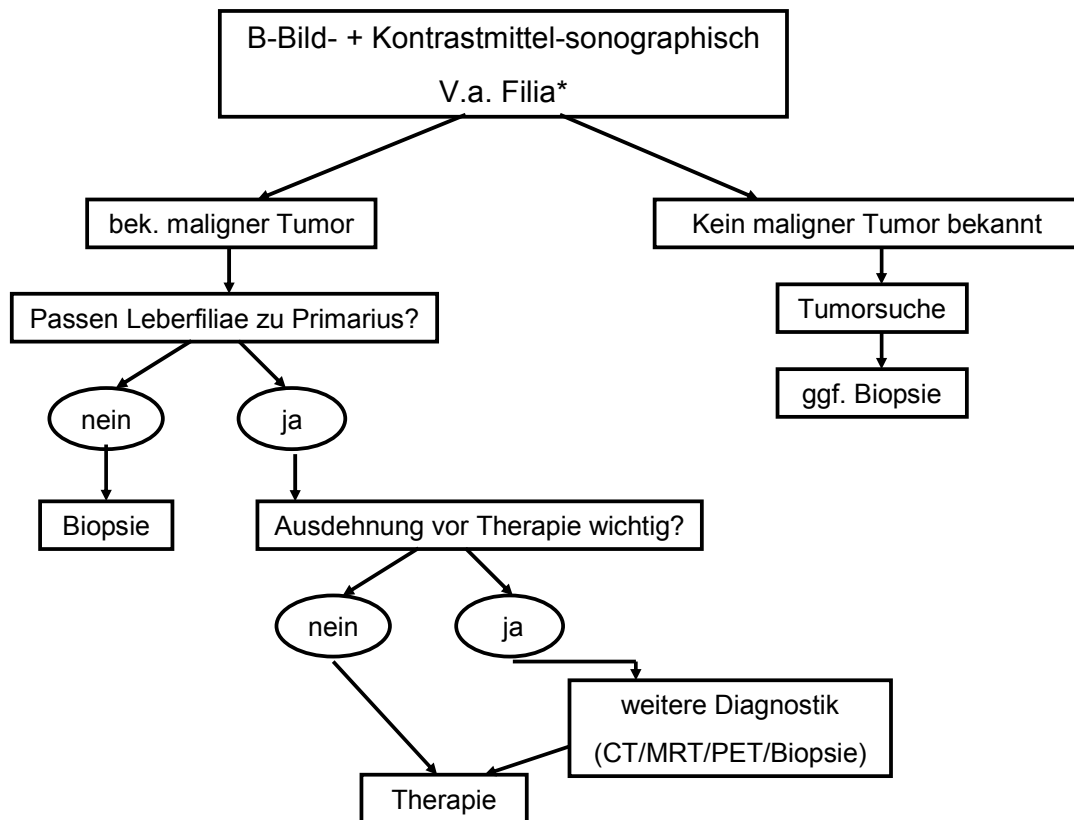 B-Bild- + Kontrastmittel-sonographisch
V.a. Filia*
bek. maligner Tumor
Kein maligner Tumor bekannt
Passen Leberfiliae zu Primarius?
Tumorsuche
ggf. Biopsie
nein
ja
Biopsie
Ausdehnung vor Therapie wichtig?
nein
ja
weitere Diagnostik
(CT/MRT/PET/Biopsie)
Therapie